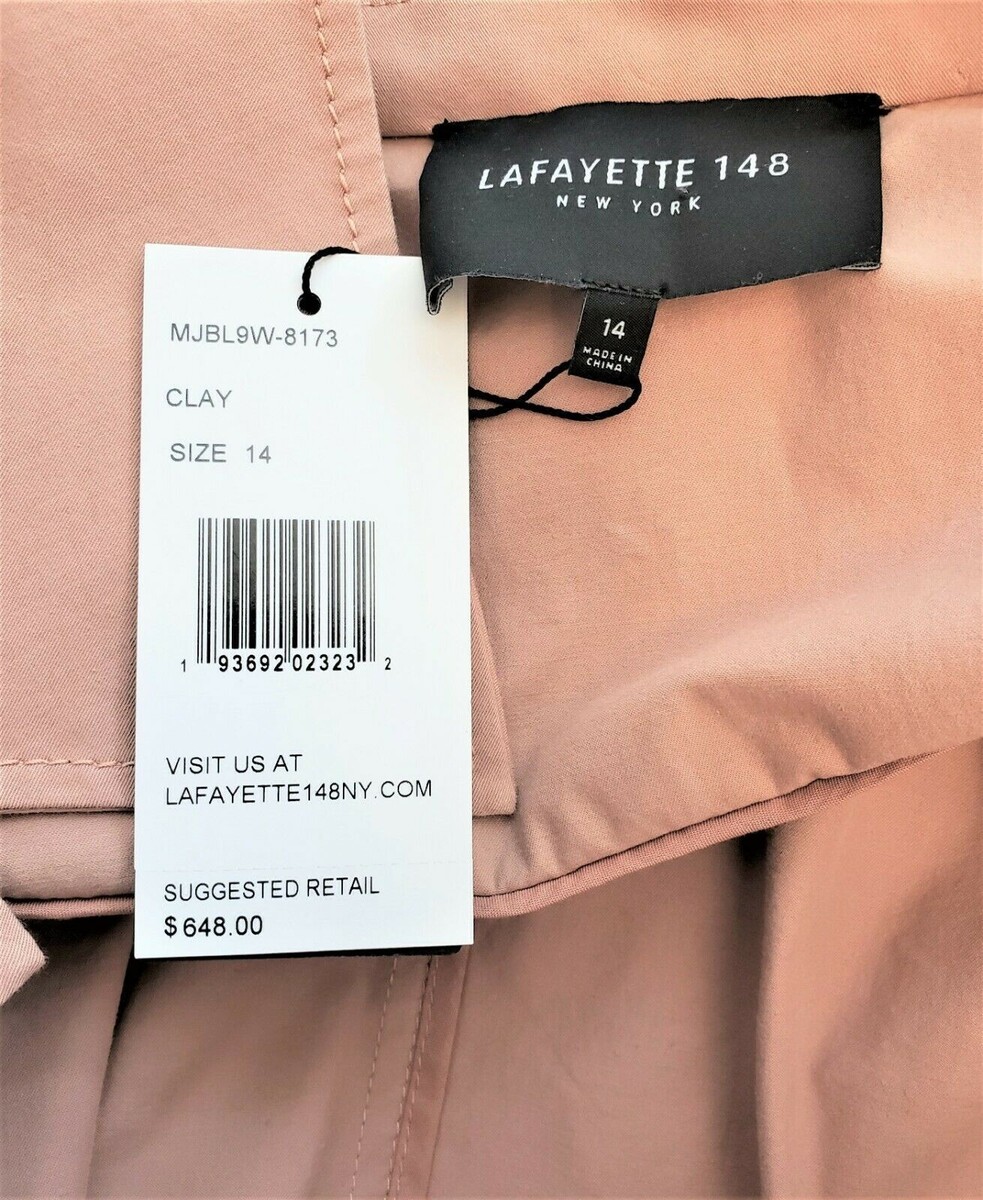 LAFAYETTE 148
NEW YORK
14
MADE IN
CHINA
MJBL9W-8173
CLAY
SIZE 14
1 93692 02323 2
VISIT US AT
LAFAYETTE148NY.COM
SUGGESTED RETAIL
$648.00